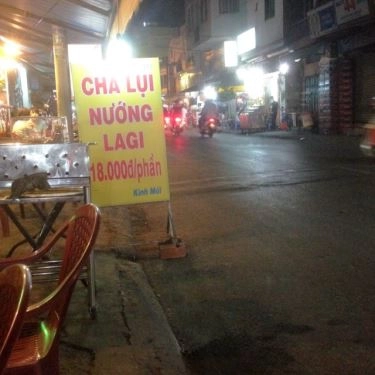 CHẢ LỤI
NƯỚNG
LAGI
18.000đ/phần
Kính Mời